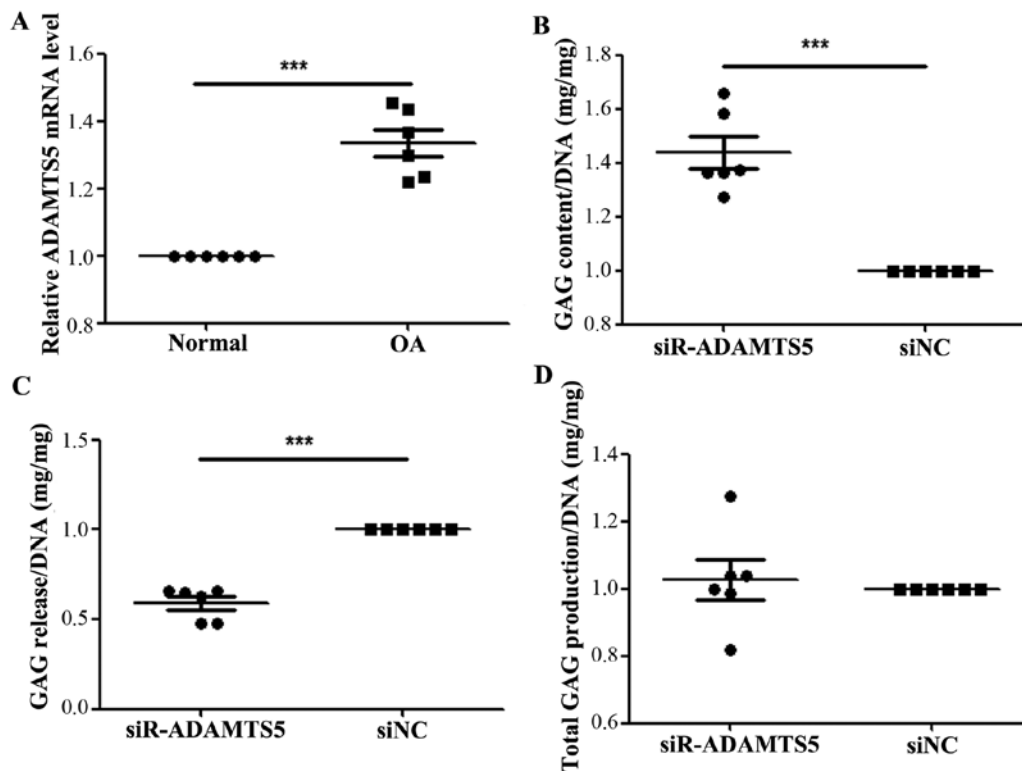 A
Relative ADAMTS5 mRNA level
1.6
1.4
1.2
1.0
0.8
***
Normal
OA
B
GAG content/DNA (mg/mg)
1.8
1.6
1.4
1.2
1.0
0.8
***
siR-ADAMTS5
siNC
C
GAG release/DNA (mg/mg)
1.5
1.0
0.5
0.0
***
siR-ADAMTS5
siNC
D
Total GAG production/DNA (mg/mg)
1.4
1.2
1.0
0.8
0.6
siR-ADAMTS5
siNC